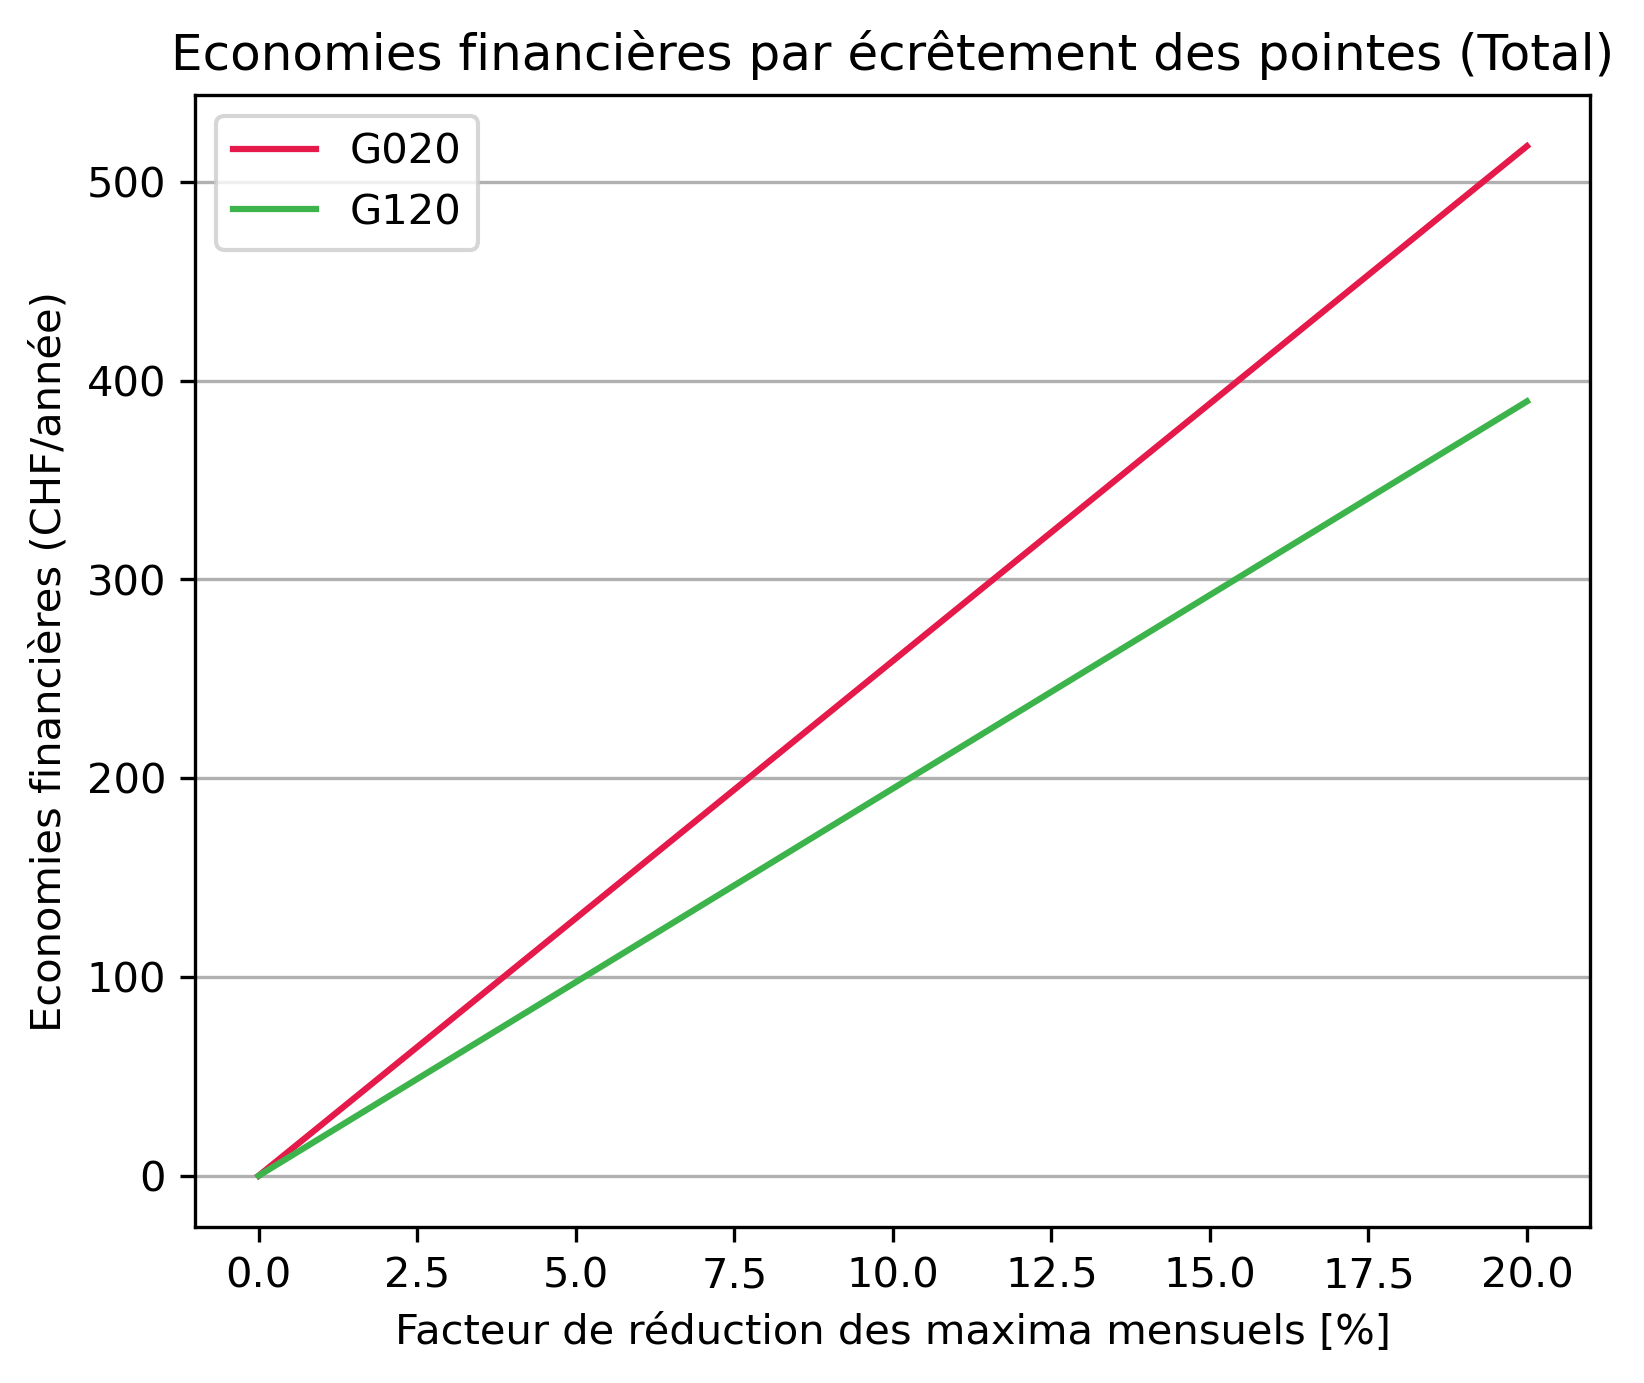 Economies financières par écrêtement des pointes (Total)
G020
G120
Economies financières (CHF/année)
500
400
300
200
100
0
0.0 2.5 5.0 7.5 10.0 12.5 15.0 17.5 20.0
Facteur de réduction des maxima mensuels [%]